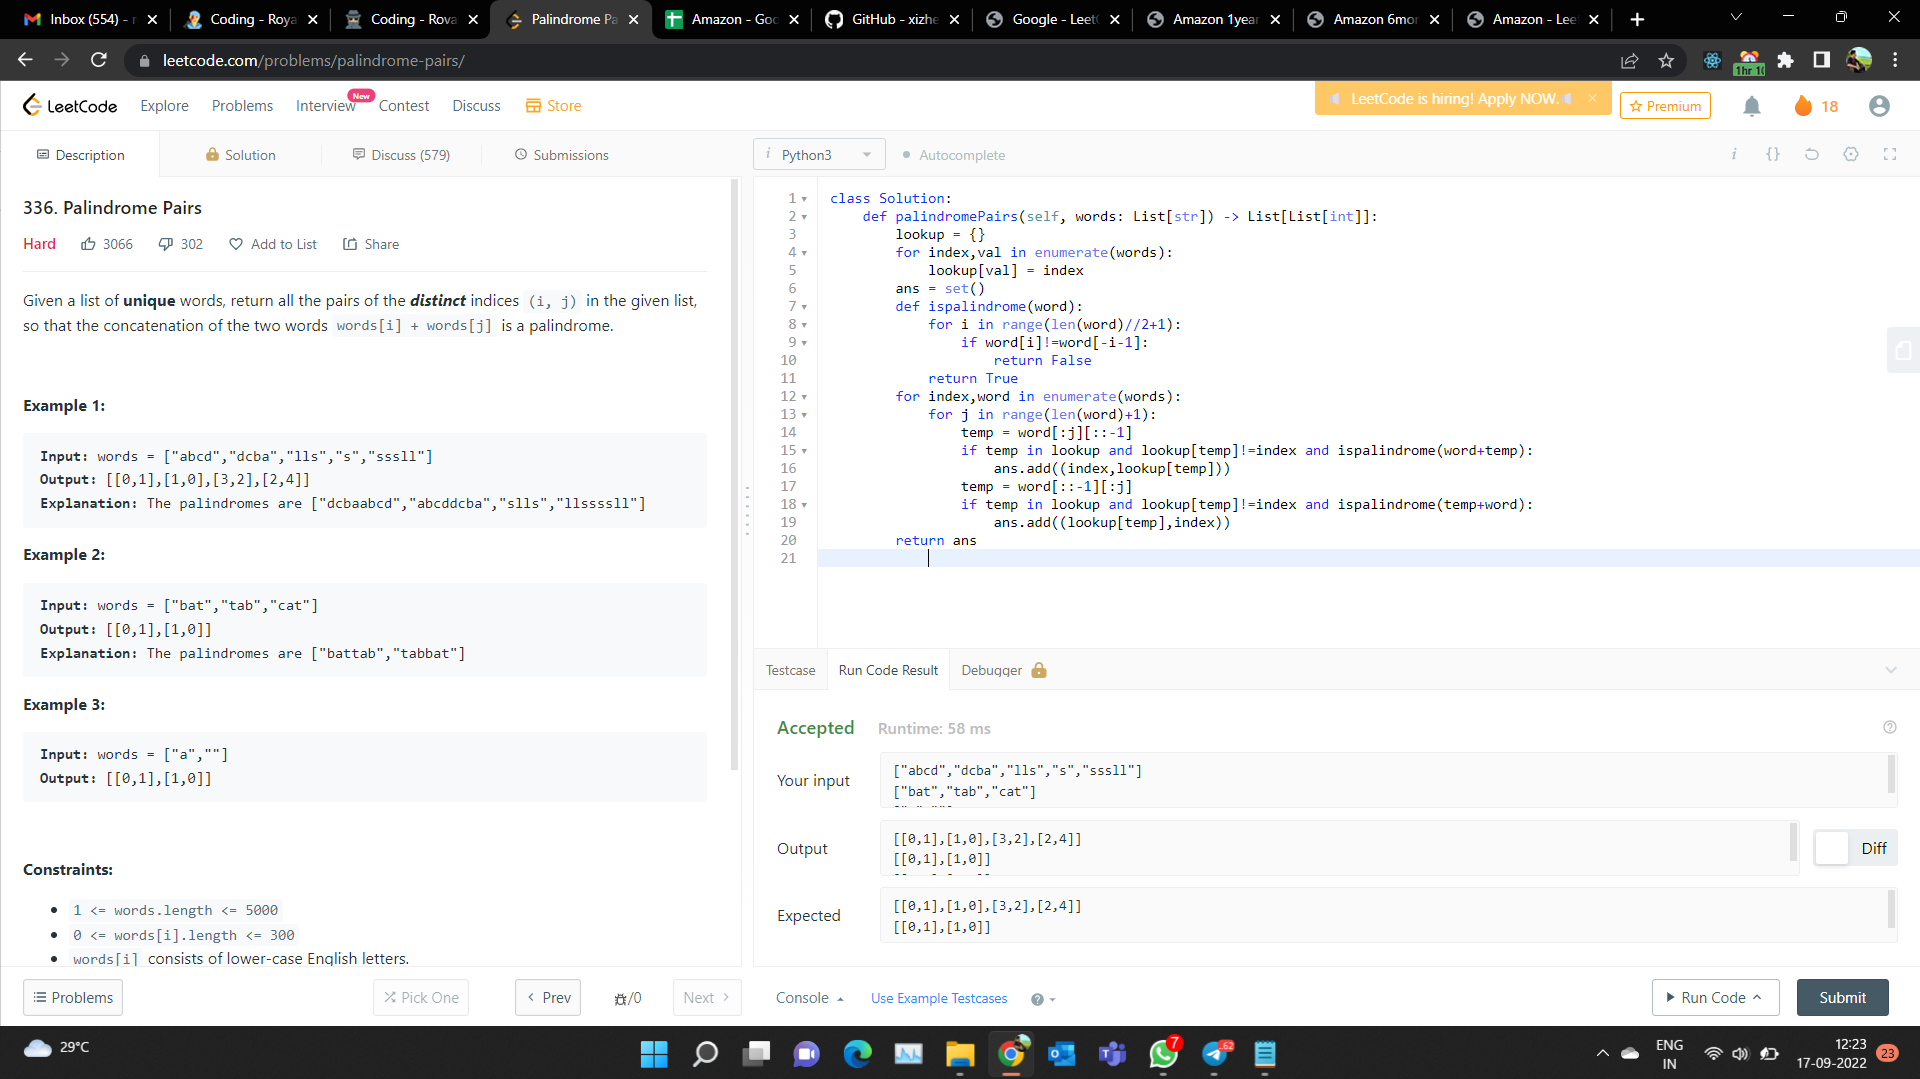 Inbox (554) - r
Coding - Roya
Coding - Rova
Palindrome Pa
Amazon - Goo
GitHub - xizhe
Google - LeetC
Amazon 1year
Amazon 6mor
Amazon - Lee
leetcode.com/problems/palindrome-pairs/
1hr 10
LeetCode
Explore
Problems
Interview
New
Contest
Discuss
Store
LeetCode is hiring! Apply NOW.
Premium
18
Description
Solution
Discuss (579)
Submissions
i Python3
Autocomplete
336. Palindrome Pairs
Hard
3066
302
Add to List
Share
Given a list of unique words, return all the pairs of the distinct indices (i, j) in the given list,
so that the concatenation of the two words words[i] + words[j] is a palindrome.
Example 1:
Input: words = ["abcd","dcba","lls","s","sssll"]
Output: [[0,1],[1,0],[3,2],[2,4]]
Explanation: The palindromes are ["dcbaabcd","abcddcba","slls","llssssll"]
Example 2:
Input: words = ["bat","tab","cat"]
Output: [[0,1],[1,0]]
Explanation: The palindromes are ["battab","tabbat"]
Example 3:
Input: words = ["a",""]
Output: [[0,1],[1,0]]
Constraints:
• 1 <= words.length <= 5000
• 0 <= words[i].length <= 300
• words[i] consists of lower-case English letters.
1 class Solution:
2     def palindromePairs(self, words: List[str]) -> List[List[int]]:
3         lookup = {}
4         for index,val in enumerate(words):
5             lookup[val] = index
6         ans = set()
7         def ispalindrome(word):
8             for i in range(len(word)//2+1):
9                 if word[i]!=word[-i-1]:
10                     return False
11             return True
12         for index,word in enumerate(words):
13             for j in range(len(word)+1):
14                 temp = word[:j][::-1]
15                 if temp in lookup and lookup[temp]!=index and ispalindrome(word+temp):
16                     ans.add((index,lookup[temp]))
17                 temp = word[::-1][:j]
18                 if temp in lookup and lookup[temp]!=index and ispalindrome(temp+word):
19                     ans.add((lookup[temp],index))
20         return ans
21
Testcase
Run Code Result
Debugger
Accepted
Runtime: 58 ms
Your input
["abcd","dcba","lls","s","sssll"]
["bat","tab","cat"]
Output
[[0,1],[1,0],[3,2],[2,4]]
[[0,1],[1,0]]
Diff
Expected
[[0,1],[1,0],[3,2],[2,4]]
[[0,1],[1,0]]
Problems
Pick One
Prev
/0
Next
Console
Use Example Testcases
Run Code
Submit
29°C
7
62
ENG
IN
12:23
17-09-2022
23